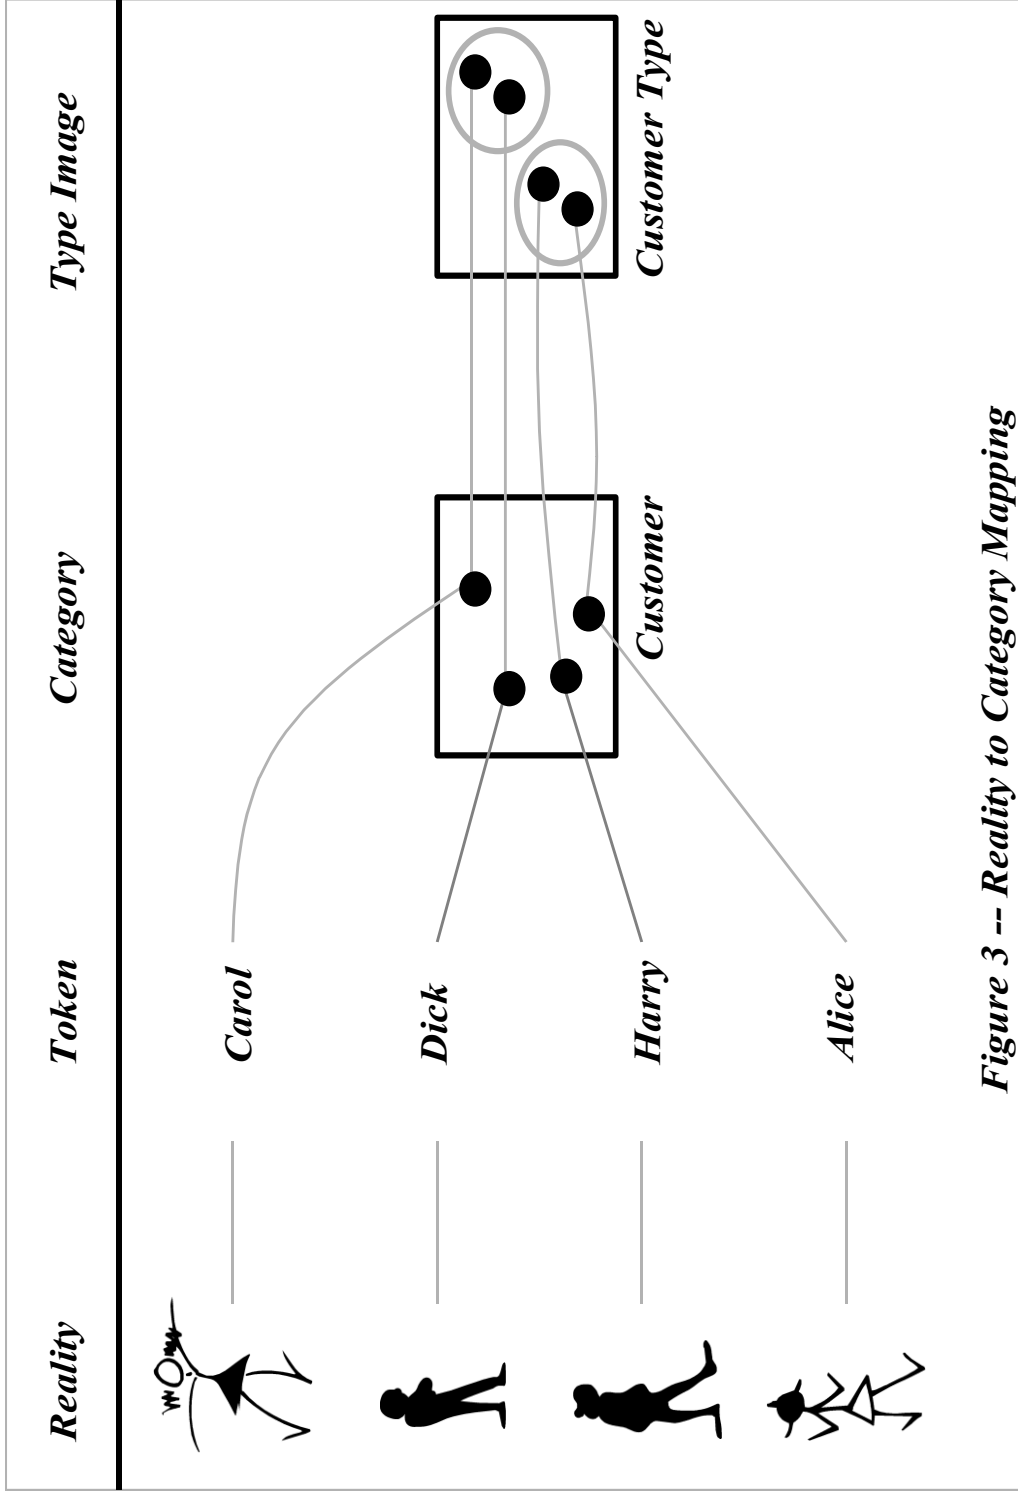 Reality Token Category Type Image
Carol
Dick
Harry
Alice
Customer Customer Type
Figure 3 -- Reality to Category Mapping